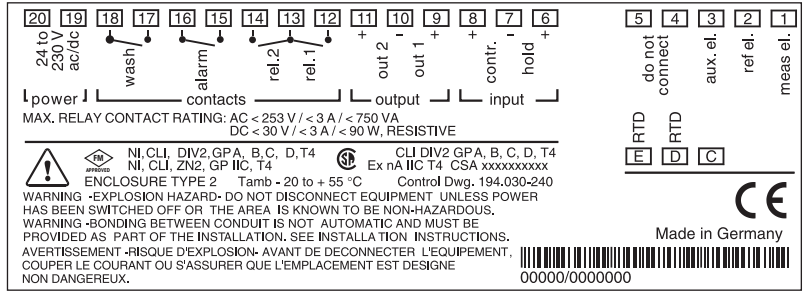 20 19 18 17 16 15 14 13 12 11 10 9 8 7 6 5 4 3 2 1
24 to
230 V
ac/dc
wash
alarm
rel.2
rel.1
+ - +
out 2
out 1
+ - +
contr.
hold
do not
connect
aux. el.
ref el.
meas el.
power contacts output input
MAX. RELAY CONTACT RATING: AC < 253 V / < 3 A / < 750 VA
DC < 30 V / < 3 A / < 90 W, RESISTIVE
RTD RTD
E D C
FM
APPROVED
NI, CLI, DIV2, GP A, B, C, D, T4
NI, CLI, ZN2, GP IIC, T4
CLI DIV2 GP A, B, C, D, T4
Ex nA IIC T4 CSA xxxxxxxxxx
ENCLOSURE TYPE 2 Tamb - 20 to + 55 °C Control Dwg. 194.030-240
WARNING -EXPLOSION HAZARD- DO NOT DISCONNECT EQUIPMENT UNLESS POWER
HAS BEEN SWITCHED OFF OR THE AREA IS KNOWN TO BE NON-HAZARDOUS.
WARNING -BONDING BETWEEN CONDUIT IS NOT AUTOMATIC AND MUST BE
PROVIDED AS PART OF THE INSTALLATION. SEE INSTALLATION INSTRUCTIONS.
AVERTISSEMENT -RISQUE D'EXPLOSION- AVANT DE DECONNECTER L'EQUIPEMENT,
COUPER LE COURANT OU S'ASSURER QUE L'EMPLACEMENT EST DESIGNE
NON DANGEREUX.
CE
Made in Germany
00000/0000000